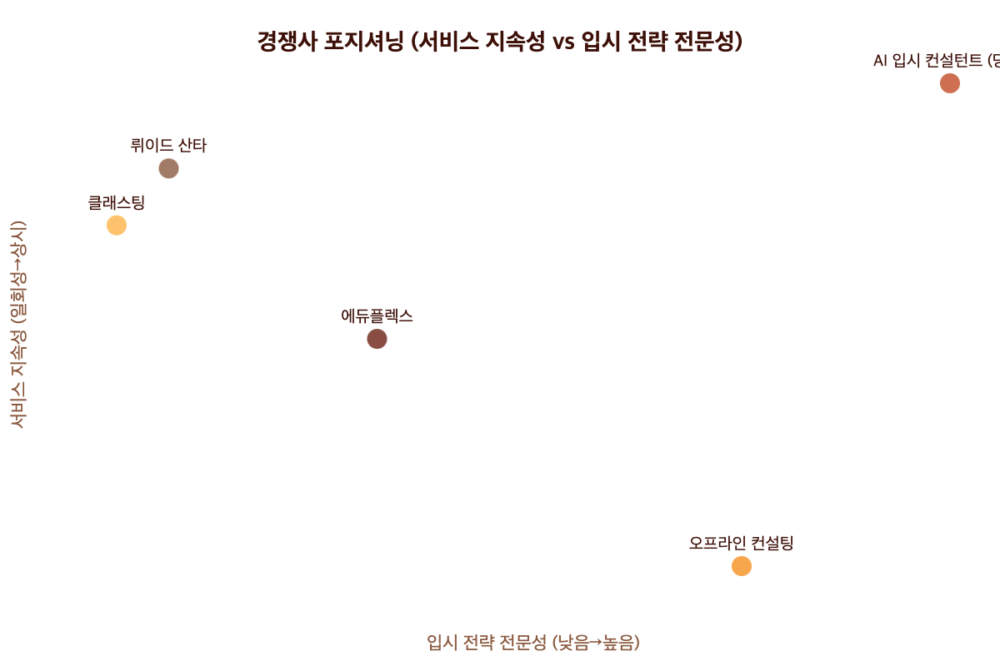 경쟁사 포지셔닝 (서비스 지속성 vs 입시 전략 전문성)
AI 입시 컨설턴트 (
뤼이드 산타
클래스팅
서비스 지속성 (일회성→상시)
에듀플렉스
오프라인 컨설팅
입시 전략 전문성 (낮음→높음)